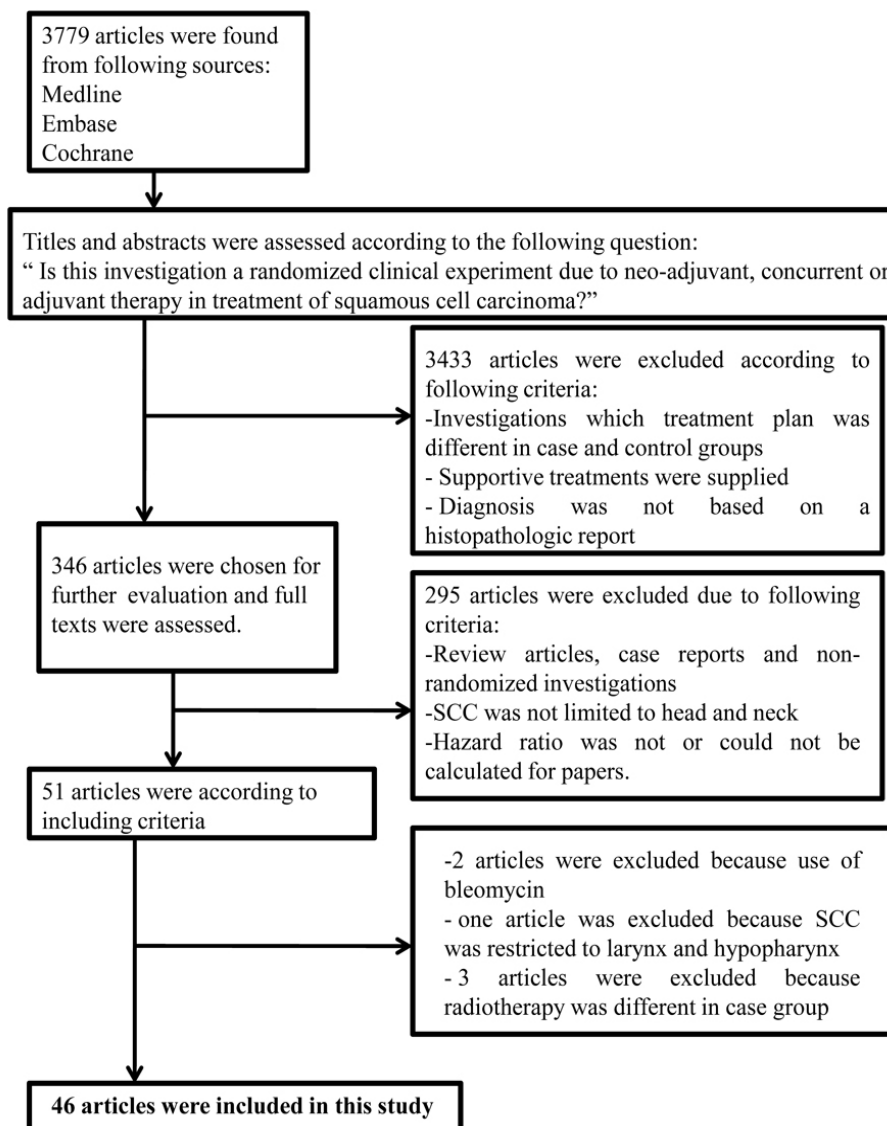 3779 articles were found
from following sources:
Medline
Embase
Cochrane
Titles and abstracts were assessed according to the following question:
“ Is this investigation a randomized clinical experiment due to neo-adjuvant, concurrent or
adjuvant therapy in treatment of squamous cell carcinoma?”
3433 articles were excluded according to
following criteria:
-Investigations which treatment plan was
different in case and control groups
- Supportive treatments were supplied
- Diagnosis was not based on a
histopathologic report
346 articles were chosen for
further evaluation and full
texts were assessed.
295 articles were excluded due to following
criteria:
-Review articles, case reports and non-
randomized investigations
-SCC was not limited to head and neck
-Hazard ratio was not or could not be
calculated for papers.
51 articles were according to
including criteria
-2 articles were excluded because use of
bleomycin
- one article was excluded because SCC
was restricted to larynx and hypopharynx
- 3 articles were excluded because
radiotherapy was different in case group
46 articles were included in this study